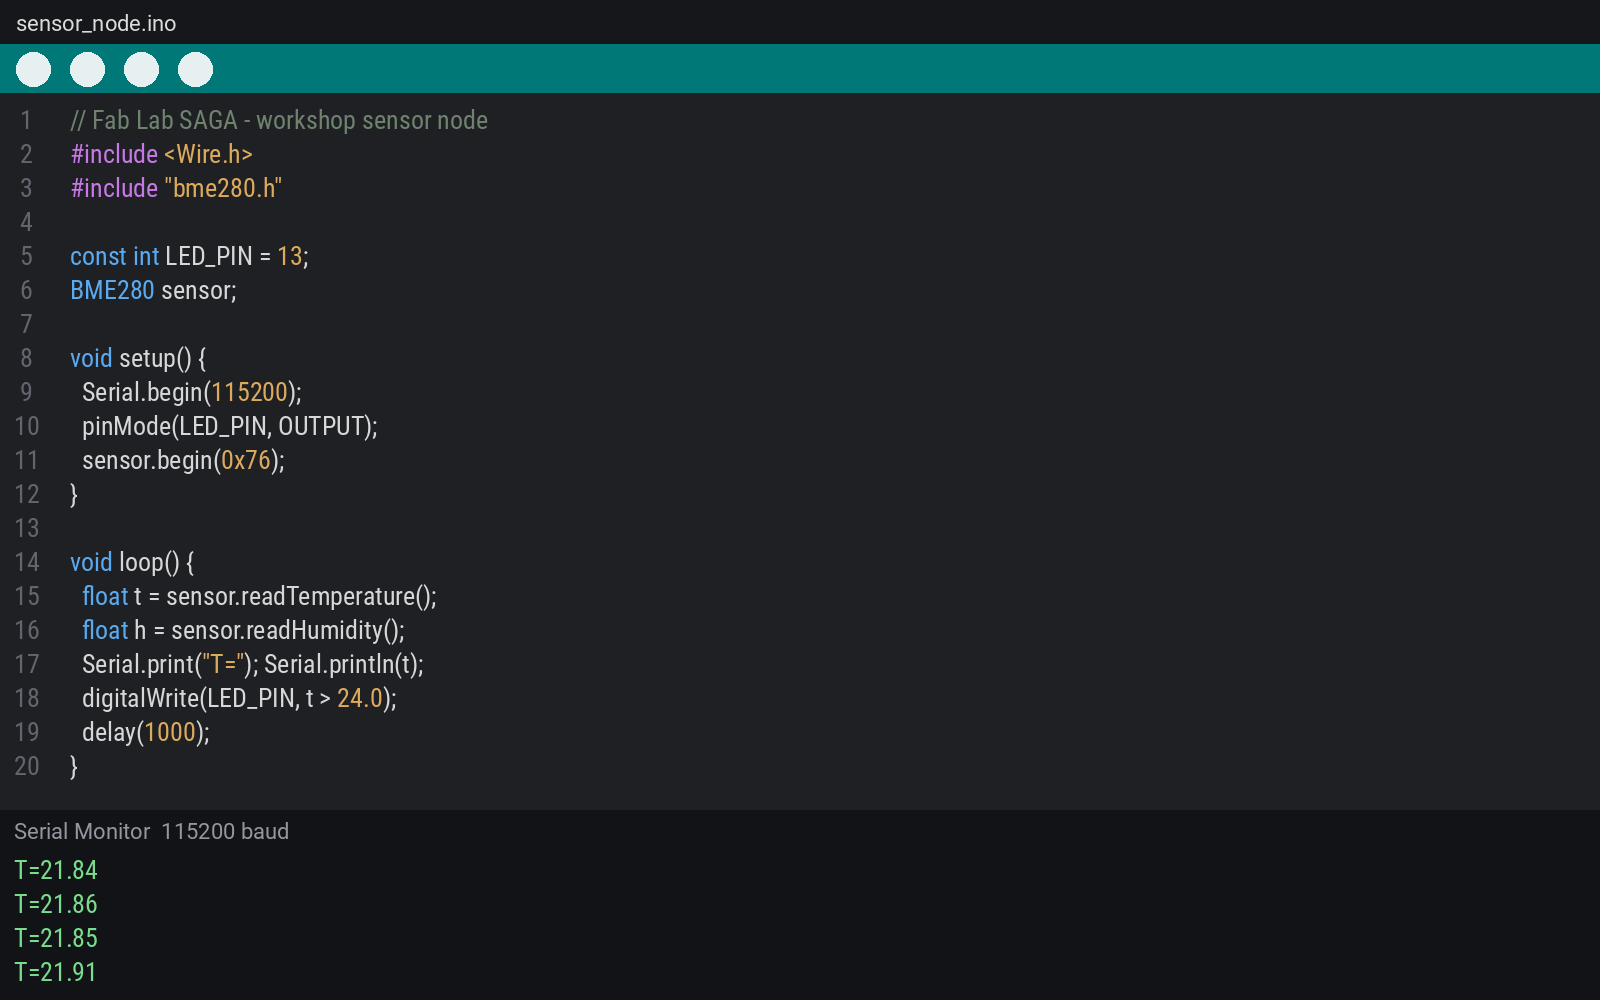 sensor_node.ino
1 // Fab Lab SAGA - workshop sensor node
2 #include <Wire.h>
3 #include "bme280.h"
4
5 const int LED_PIN = 13;
6 BME280 sensor;
7
8 void setup() {
9 Serial.begin(115200);
10 pinMode(LED_PIN, OUTPUT);
11 sensor.begin(0x76);
12 }
13
14 void loop() {
15 float t = sensor.readTemperature();
16 float h = sensor.readHumidity();
17 Serial.print("T="); Serial.println(t);
18 digitalWrite(LED_PIN, t > 24.0);
19 delay(1000);
20 }
Serial Monitor 115200 baud
T=21.84
T=21.86
T=21.85
T=21.91